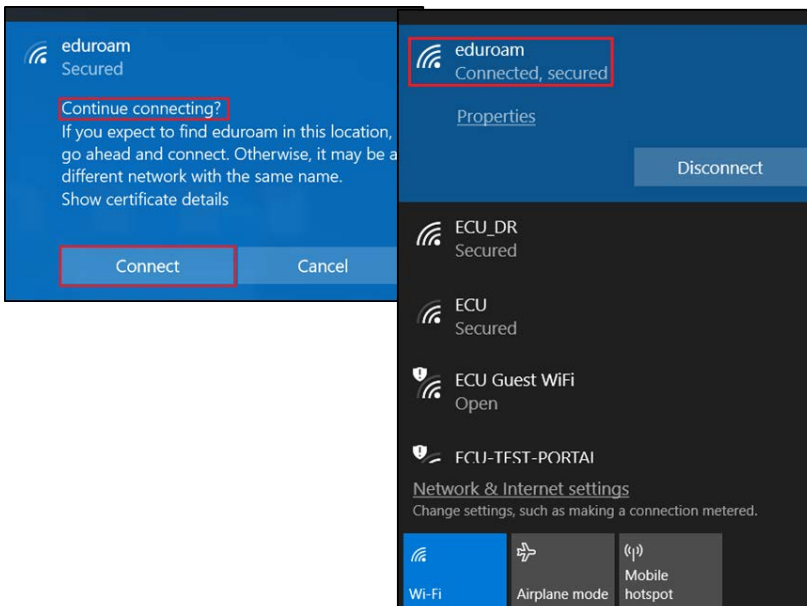 eduroam
Secured
Continue connecting?
If you expect to find eduroam in this location,
go ahead and connect. Otherwise, it may be a
different network with the same name.
Show certificate details
Connect
Cancel
eduroam
Connected, secured
Properties
Disconnect
ECU_DR
Secured
ECU
Secured
ECU Guest WiFi
Open
ECU-TEST-PORTAL
Network & Internet settings
Change settings, such as making a connection metered.
Wi-Fi
Airplane mode
Mobile
hotspot